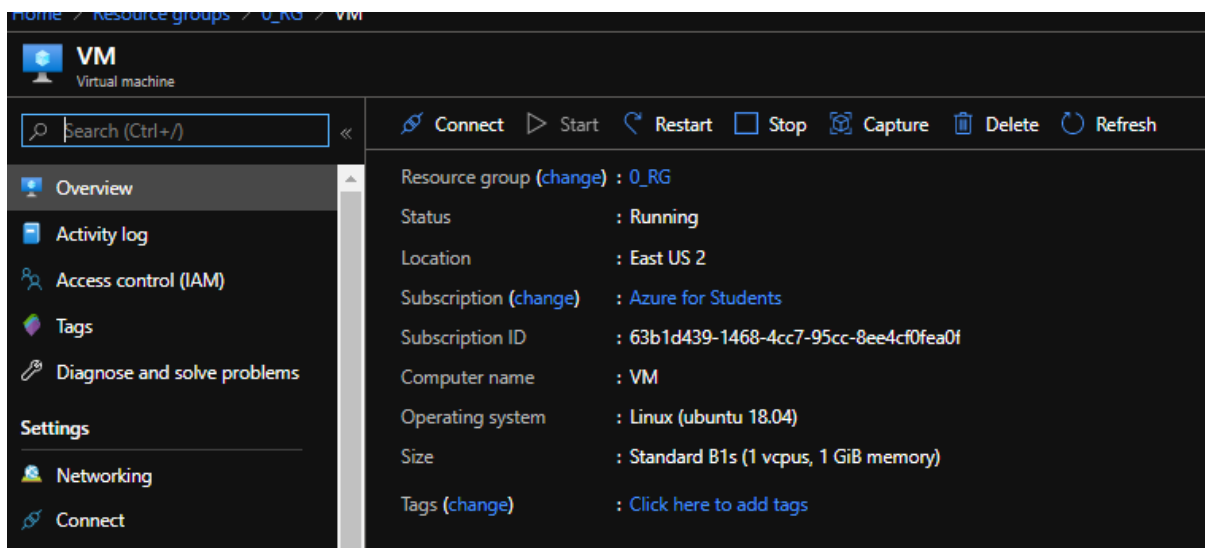 Home > Resource groups > 0_RG > VM
VM
Virtual machine
Search (Ctrl+/)
«
Connect Start Restart Stop Capture Delete Refresh
Overview
Activity log
Access control (IAM)
Tags
Diagnose and solve problems
Settings
Networking
Connect
Resource group (change) : 0_RG
Status : Running
Location : East US 2
Subscription (change) : Azure for Students
Subscription ID : 63b1d439-1468-4cc7-95cc-8ee4cf0fea0f
Computer name : VM
Operating system : Linux (ubuntu 18.04)
Size : Standard B1s (1 vcpus, 1 GiB memory)
Tags (change) : Click here to add tags